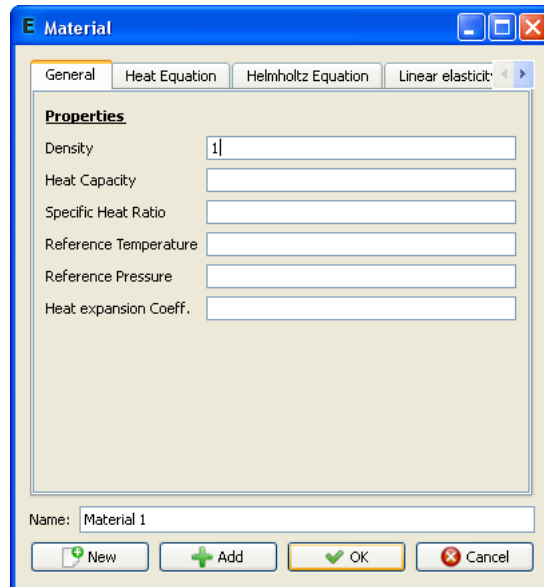 E Material
General Heat Equation Helmholtz Equation Linear elasticit
Properties
Density 1
Heat Capacity
Specific Heat Ratio
Reference Temperature
Reference Pressure
Heat expansion Coeff.
Name: Material 1
New Add OK Cancel